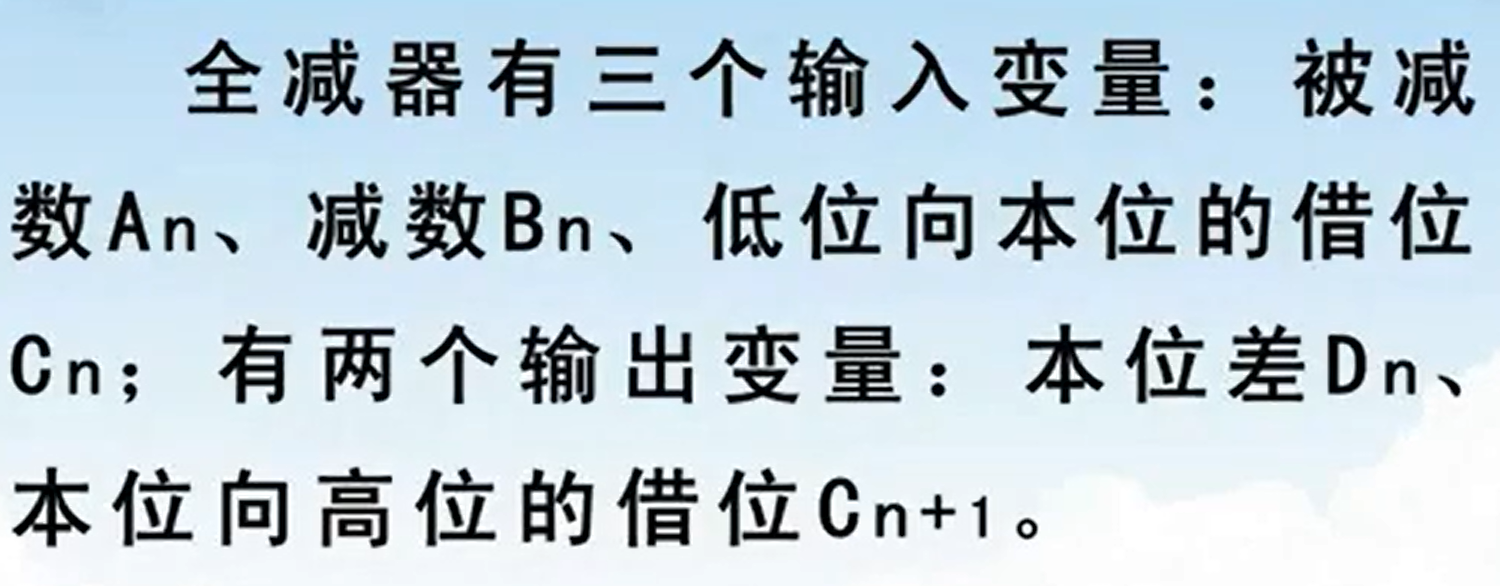 全减器有三个输入变量：被减
数An、减数Bn、低位向本位的借位
Cn；有两个输出变量：本位差Dn、
本位向高位的借位Cn+1。